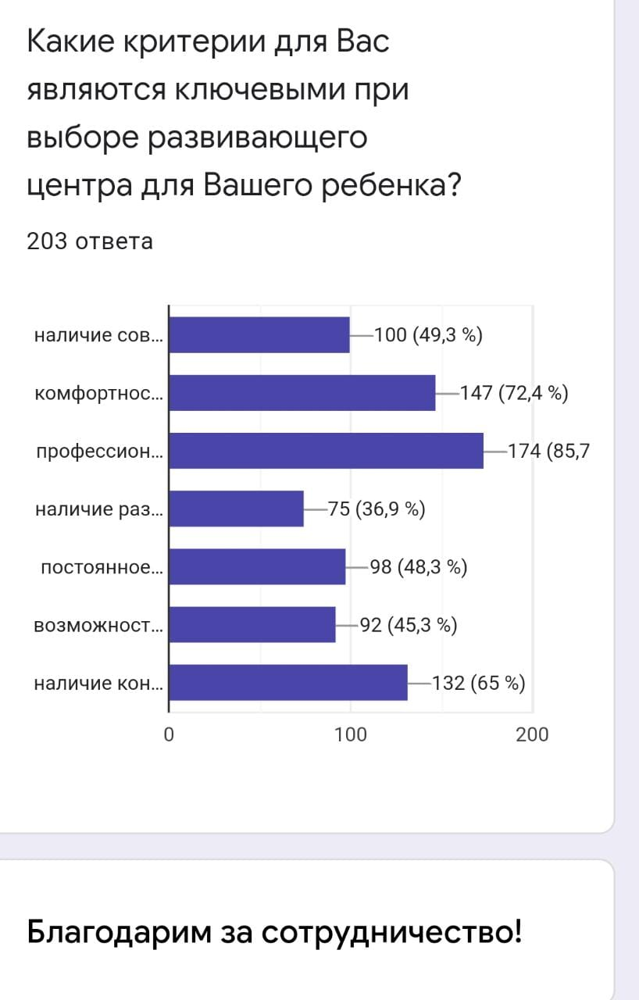 Какие критерии для Вас
являются ключевыми при
выборе развивающего
центра для Вашего ребенка?
203 ответа
наличие сов...
100 (49,3 %)
комфортнос...
147 (72,4 %)
профессион...
174 (85,7
наличие раз...
75 (36,9 %)
постоянное...
98 (48,3 %)
возможност...
92 (45,3 %)
наличие кон...
132 (65 %)
0 100 200
Благодарим за сотрудничество!